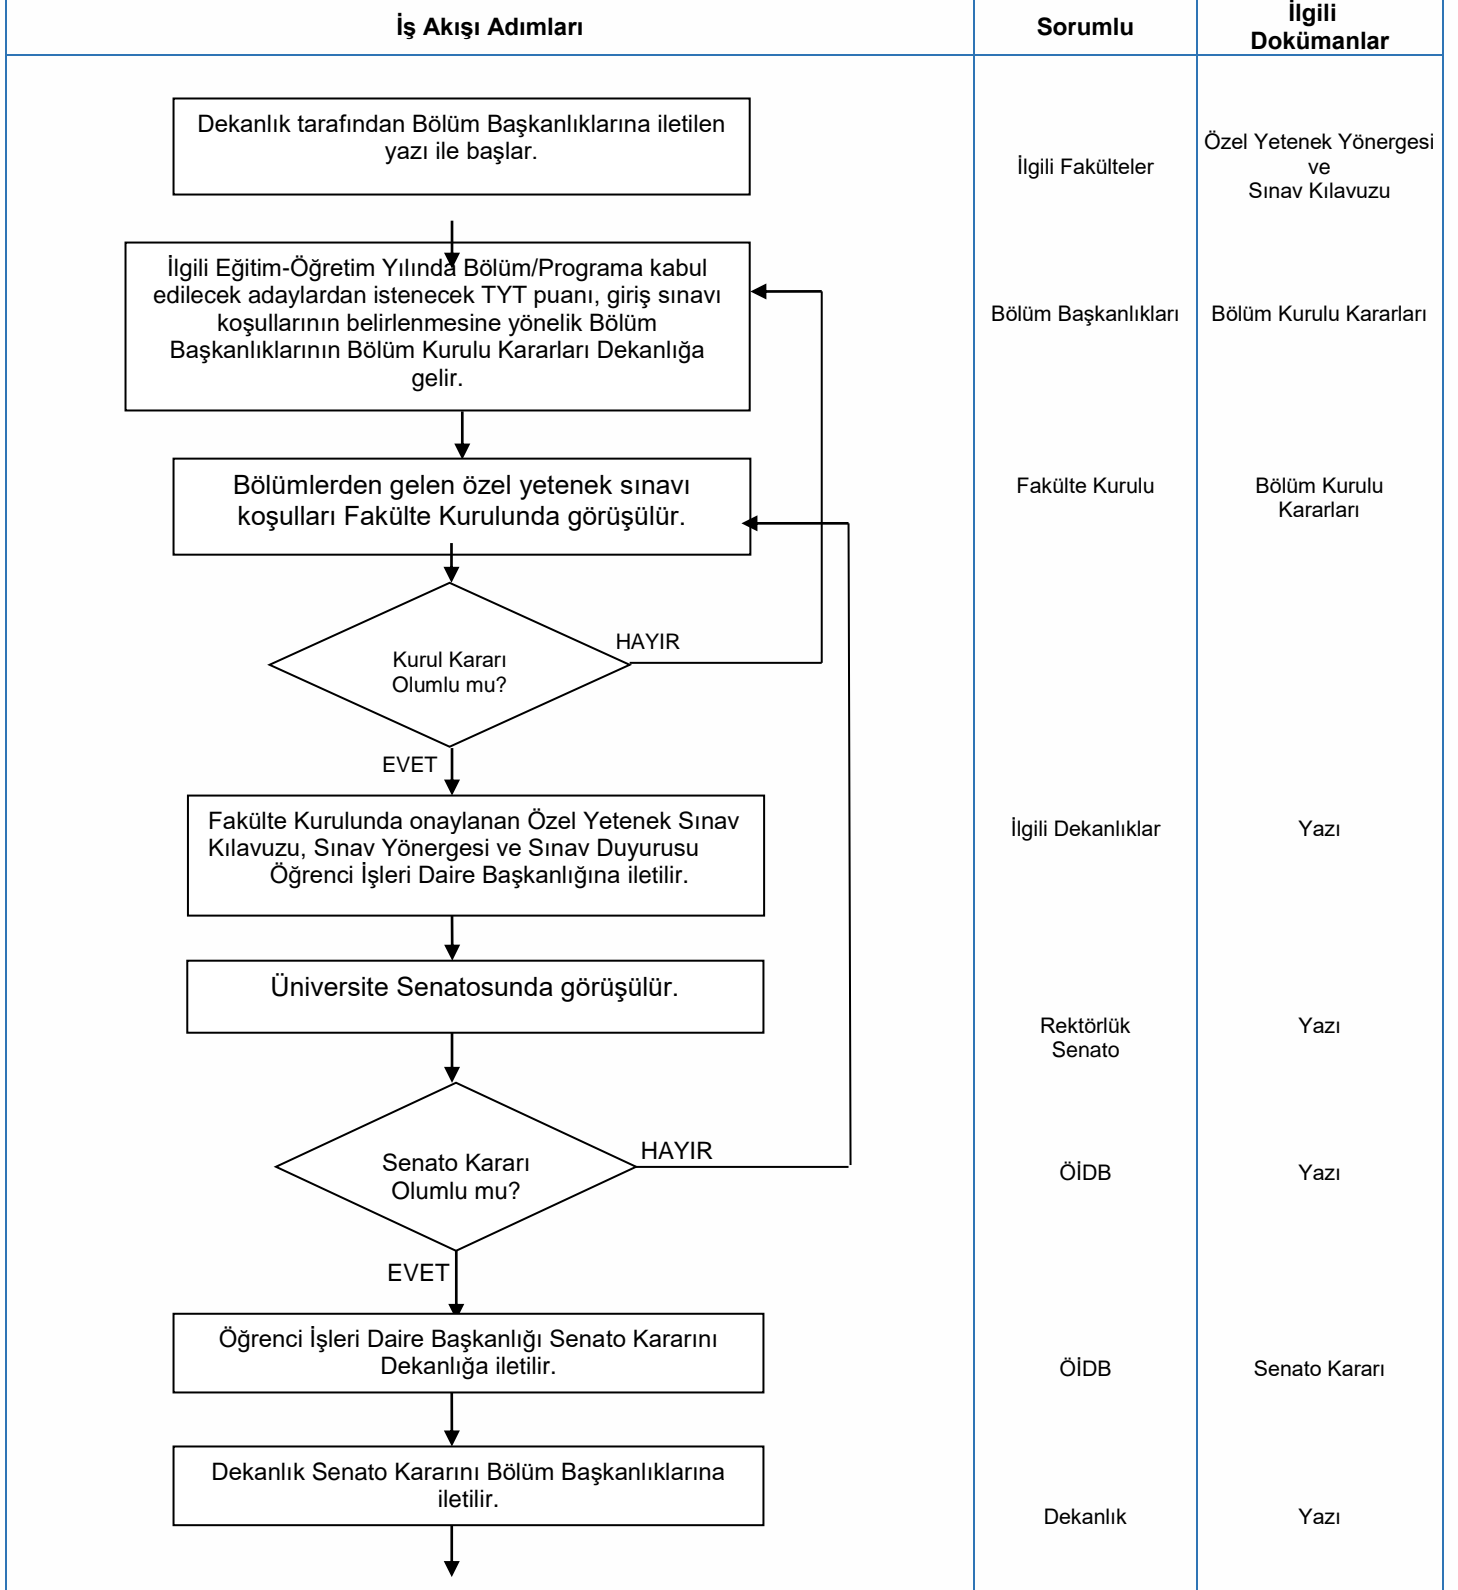 İş Akışı Adımları
Sorumlu
İlgili
Dokümanlar
Dekanlık tarafından Bölüm Başkanlıklarına iletilen
yazı ile başlar.
İlgili Fakülteler
Özel Yetenek Yönergesi
ve
Sınav Kılavuzu
İlgili Eğitim-Öğretim Yılında Bölüm/Programa kabul
edilecek adaylardan istenecek TYT puanı, giriş sınavı
koşullarının belirlenmesine yönelik Bölüm
Başkanlıklarının Bölüm Kurulu Kararları Dekanlığa
gelir.
Bölüm Başkanlıkları
Bölüm Kurulu Kararları
Bölümlerden gelen özel yetenek sınavı
koşulları Fakülte Kurulunda görüşülür.
Fakülte Kurulu
Bölüm Kurulu
Kararları
HAYIR
Kurul Kararı
Olumlu mu?
EVET
Fakülte Kurulunda onaylanan Özel Yetenek Sınav
Kılavuzu, Sınav Yönergesi ve Sınav Duyurusu
Öğrenci İşleri Daire Başkanlığına iletilir.
İlgili Dekanlıklar
Yazı
Üniversite Senatosunda görüşülür.
Rektörlük
Senato
Yazı
HAYIR
Senato Kararı
Olumlu mu?
ÖİDB
Yazı
EVET
Öğrenci İşleri Daire Başkanlığı Senato Kararını
Dekanlığa iletilir.
ÖİDB
Senato Kararı
Dekanlık Senato Kararını Bölüm Başkanlıklarına
iletilir.
Dekanlık
Yazı